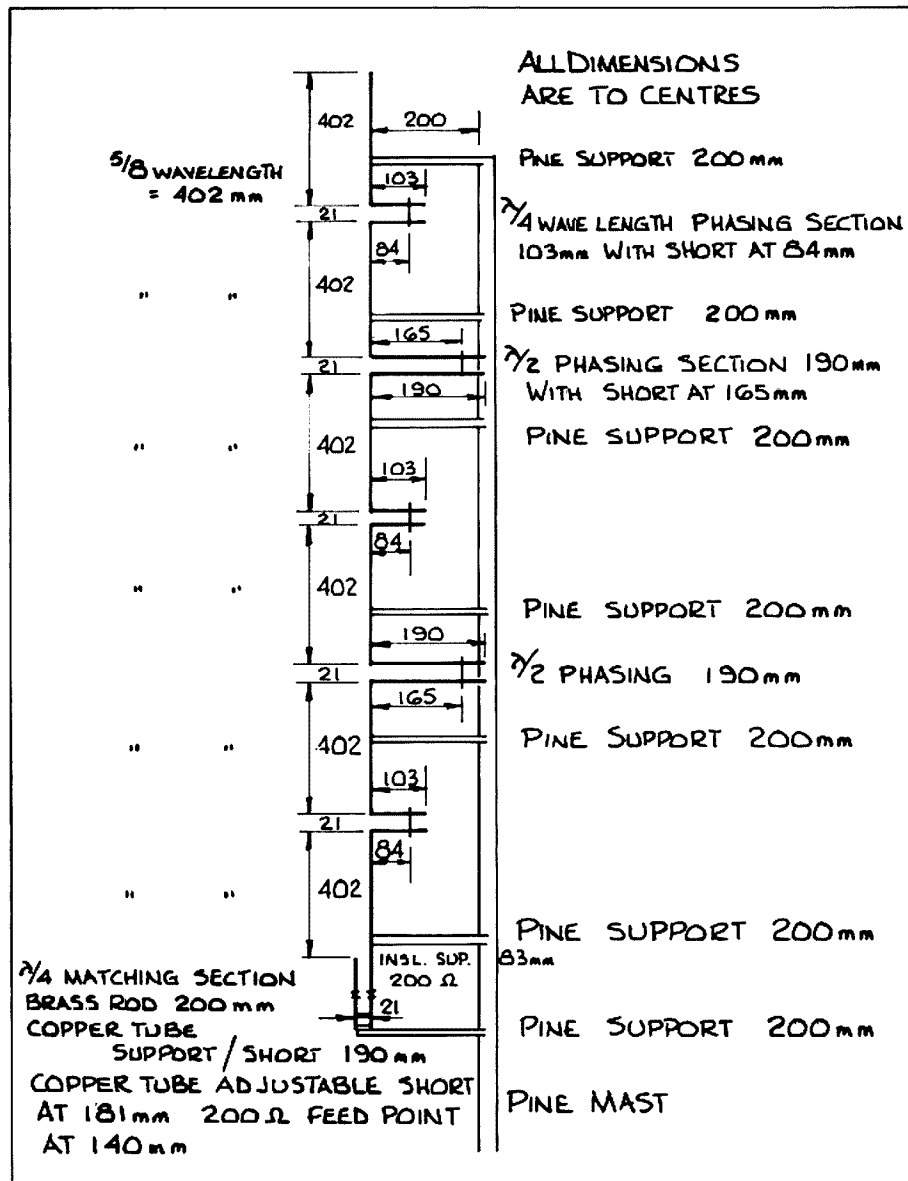 ALL DIMENSIONS
ARE TO CENTRES
402
200
PINE SUPPORT 200mm
5/8 WAVELENGTH
= 402 mm
103
21
λ/4 WAVE LENGTH PHASING SECTION
103mm WITH SHORT AT 84mm
84
402
" "
PINE SUPPORT 200mm
165
21
λ/2 PHASING SECTION 190mm
WITH SHORT AT 165mm
190
PINE SUPPORT 200mm
402
" "
103
21
84
402
" "
PINE SUPPORT 200mm
190
21
λ/2 PHASING 190mm
165
402
" "
PINE SUPPORT 200mm
103
21
84
402
" "
PINE SUPPORT 200mm
INSL. SUP. 83mm
200 Ω
λ/4 MATCHING SECTION
BRASS ROD 200mm
21
COPPER TUBE
PINE SUPPORT 200mm
SUPPORT / SHORT 190mm
COPPER TUBE ADJUSTABLE SHORT
AT 181mm 200Ω FEED POINT
AT 140mm
PINE MAST